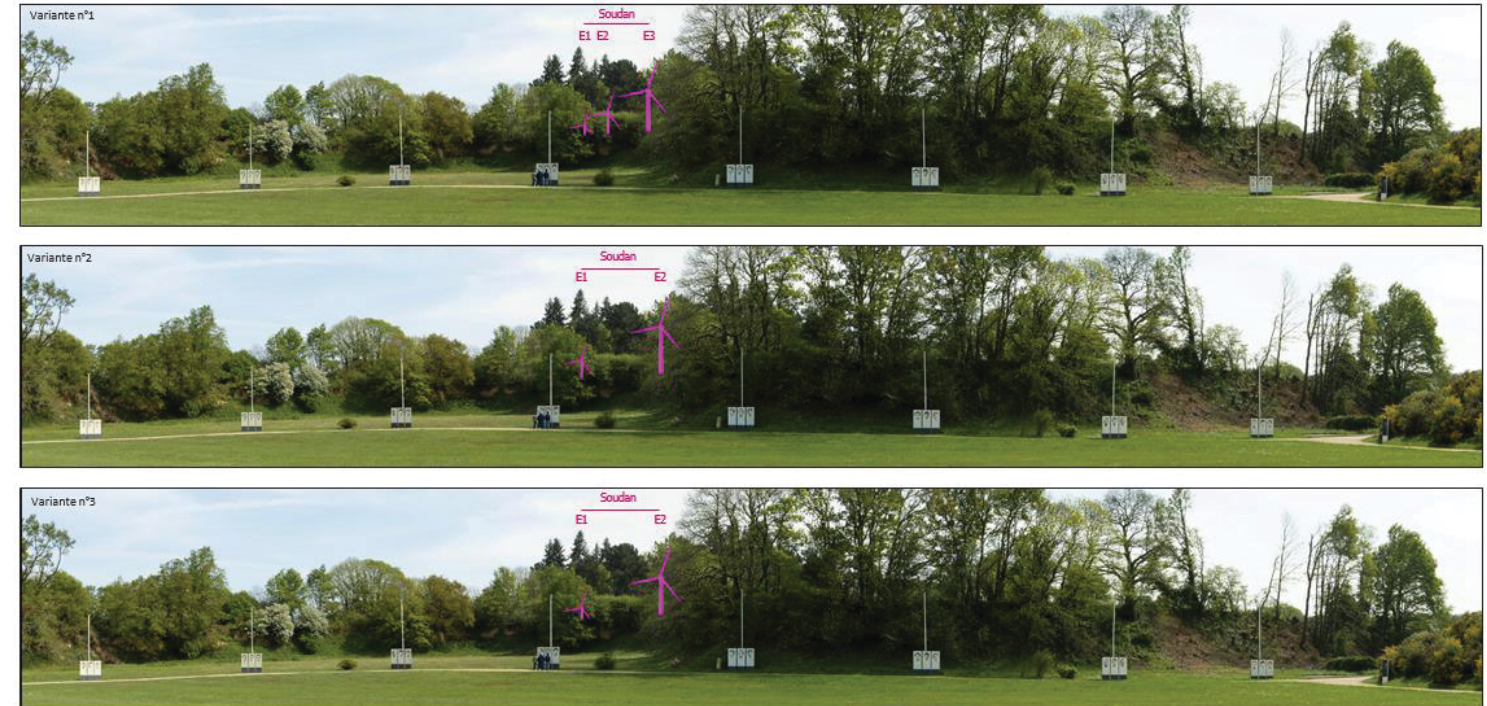 Variante n°1
Soudan
E1 E2 E3
Variante n°2
Soudan
E1 E2
Variante n°3
Soudan
E1 E2